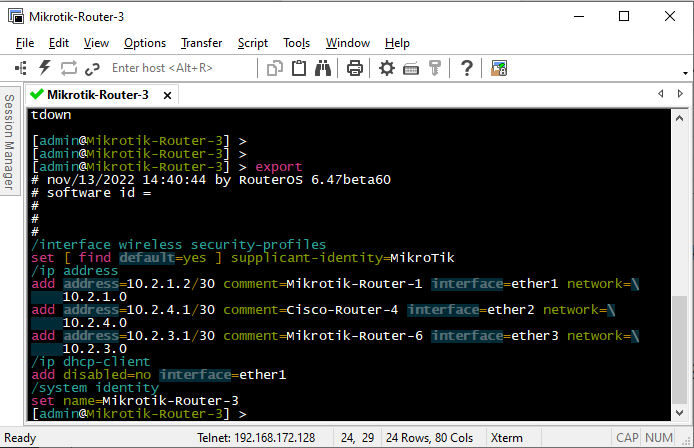 Mikrotik-Router-3
File Edit View Options Transfer Script Tools Window Help
Enter host <Alt+R>
Session Manager
Mikrotik-Router-3
tdown
[admin@Mikrotik-Router-3] >
[admin@Mikrotik-Router-3] >
[admin@Mikrotik-Router-3] > export
# nov/13/2022 14:40:44 by RouterOS 6.47beta60
# software id =
#
#
#
/interface wireless security-profiles
set [ find default=yes ] supplicant-identity=MikroTik
/ip address
add address=10.2.1.2/30 comment=Mikrotik-Router-1 interface=ether1 network=\
    10.2.1.0
add address=10.2.4.1/30 comment=Cisco-Router-4 interface=ether2 network=\
    10.2.4.0
add address=10.2.3.1/30 comment=Mikrotik-Router-6 interface=ether3 network=\
    10.2.3.0
/ip dhcp-client
add disabled=no interface=ether1
/system identity
set name=Mikrotik-Router-3
[admin@Mikrotik-Router-3] >
Ready Telnet: 192.168.172.128 24, 29 24 Rows, 80 Cols Xterm CAP NUM